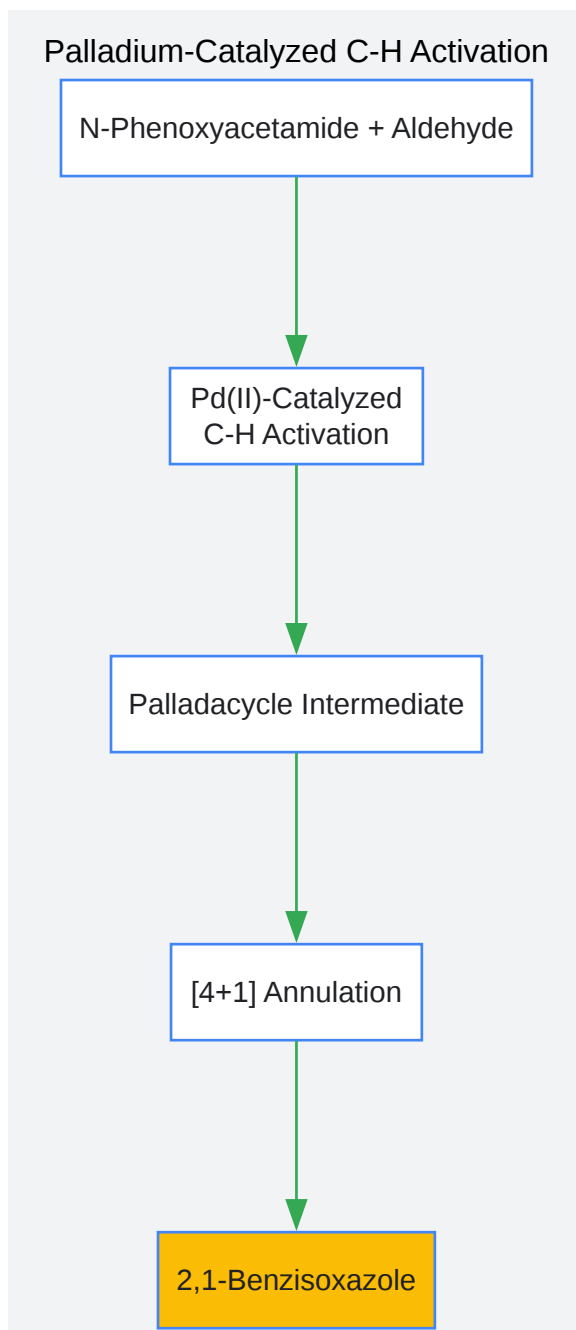 Palladium-Catalyzed C-H Activation
N-Phenoxyacetamide + Aldehyde
Pd(II)-Catalyzed
C-H Activation
Palladacycle Intermediate
[4+1] Annulation
2,1-Benzisoxazole